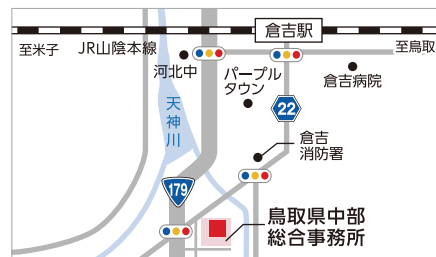 倉吉駅
至米子
JR山陰本線
至鳥取
河北中
パープル
タウン
倉吉病院
天神川
22
倉吉
消防署
179
鳥取県中部
総合事務所